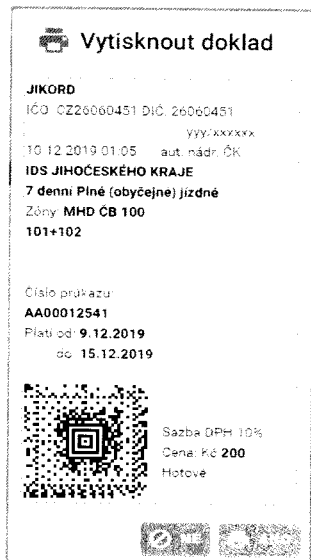 Vytisknout doklad
JIKORD
IČO: CZ26060451 DIČ: 26060451
yyy/xxxxxx
10.12.2019 01:05 aut. nádr. ČK
IDS JIHOČESKÉHO KRAJE
7 denní Plné (obyčejné) jízdné
Zóny: MHD ČB 100
101+102
Číslo průkazu:
AA00012541
Platí od: 9.12.2019
do: 15.12.2019
Sazba DPH 10%
Cena: Kč 200
Hotově
NE ANO